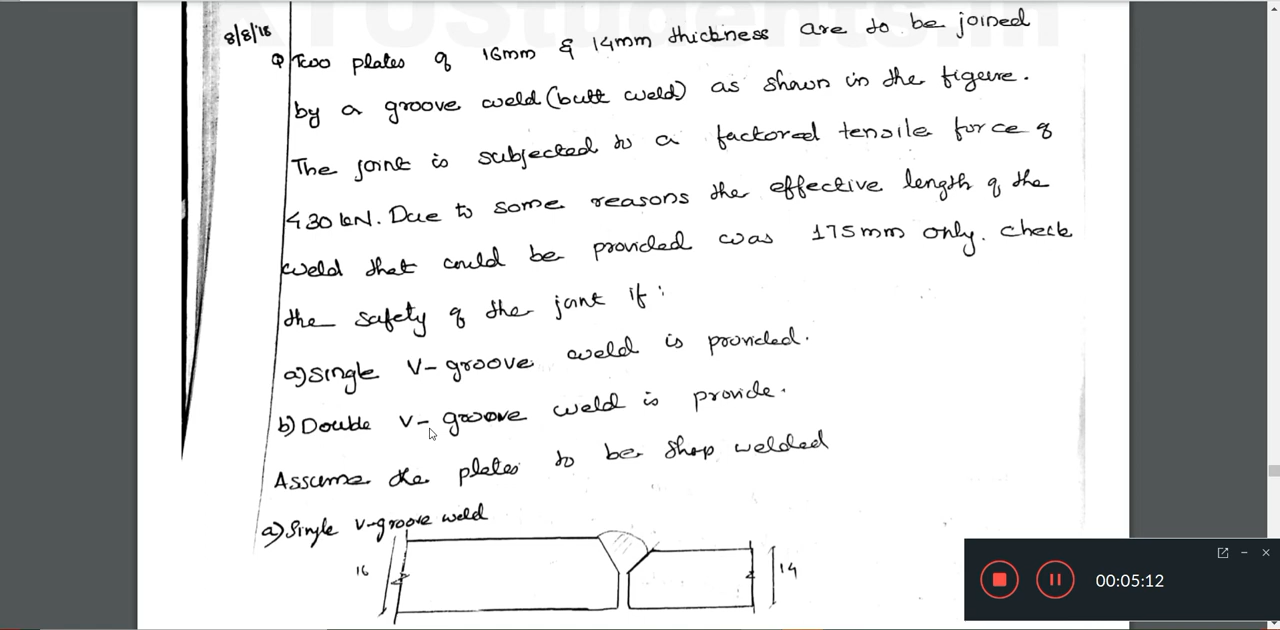 8/8/18
Q Two plates of 16mm & 14mm thickness are to be joined
by a groove weld (butt weld) as shown in the figure.
The joint is subjected to a factored tensile force of
430 kN. Due to some reasons the effective length of the
weld that could be provided was 175mm only. check
the safety of the joint if:
a) single V-groove weld is provided.
b) Double V-groove weld is provide.
Assume the plates to be shop welded
a) Single V-groove weld
16
14
00:05:12